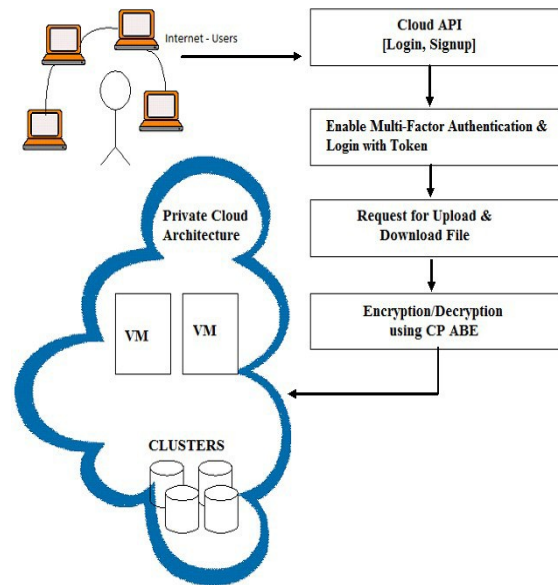 Internet - Users
Cloud API
[Login, Signup]
Enable Multi-Factor Authentication &
Login with Token
Request for Upload &
Download File
Encryption/Decryption
using CP ABE
Private Cloud
Architecture
VM
VM
CLUSTERS